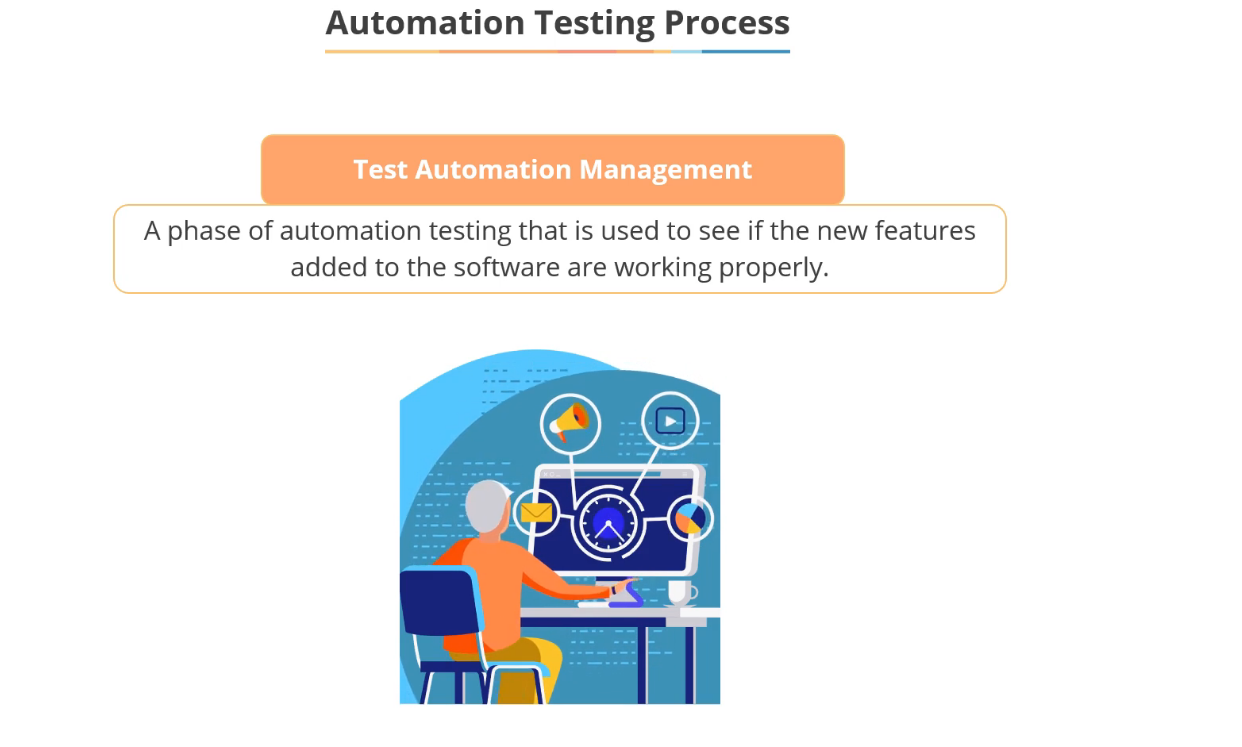 Automation Testing Process
Test Automation Management
A phase of automation testing that is used to see if the new features
added to the software are working properly.